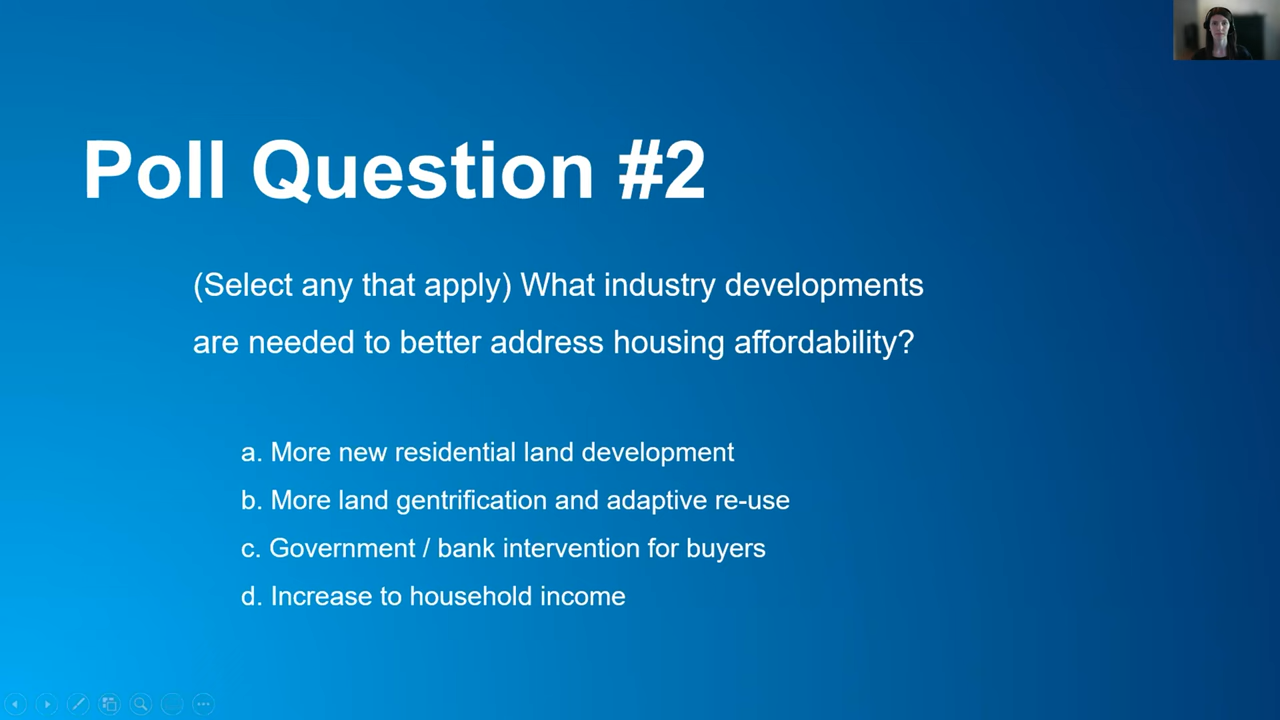 Poll Question #2
(Select any that apply) What industry developments
are needed to better address housing affordability?
a. More new residential land development
b. More land gentrification and adaptive re-use
c. Government / bank intervention for buyers
d. Increase to household income